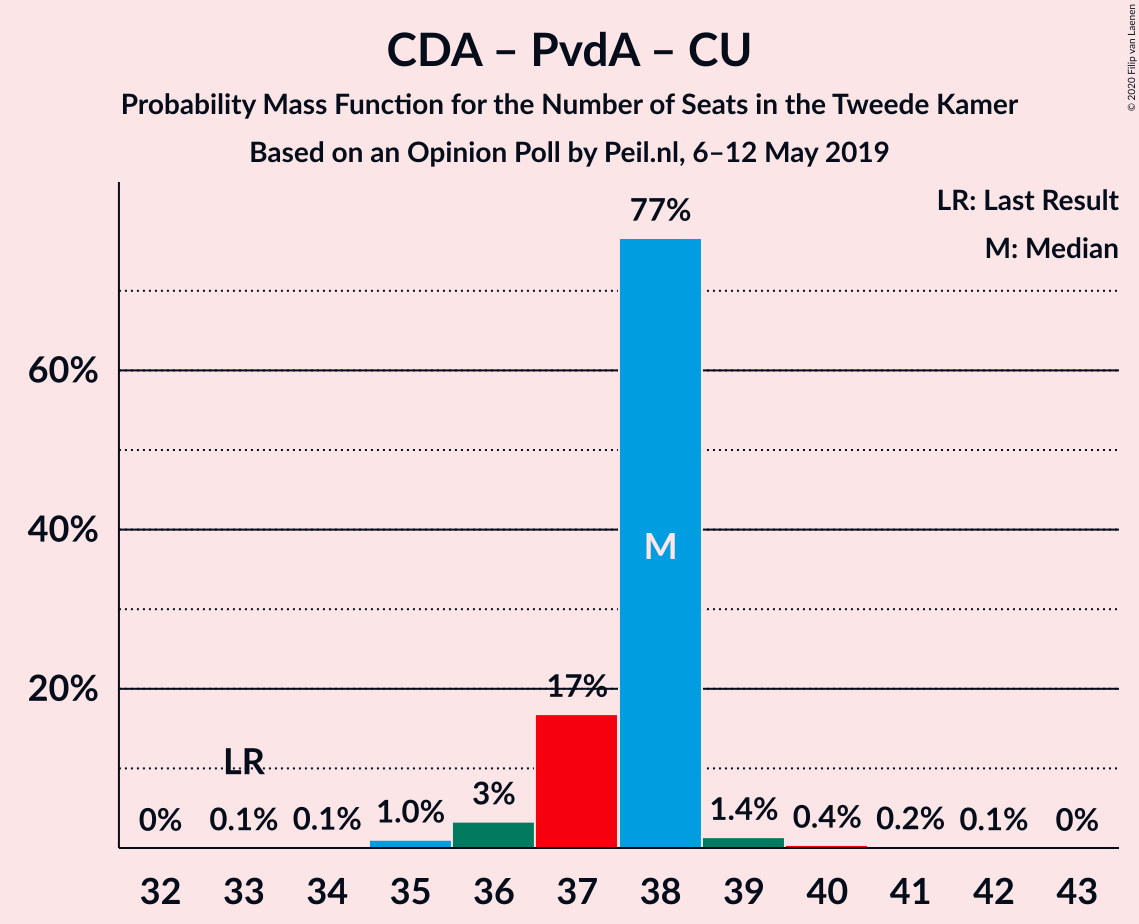 CDA – PvdA – CU
Probability Mass Function for the Number of Seats in the Tweede Kamer
Based on an Opinion Poll by Peil.nl, 6–12 May 2019
© 2020 Filip van Laenen
LR: Last Result
M: Median
77%
60%
40%
M
20%
17%
LR
0%
0.1%
0.1%
1.0%
3%
1.4%
0.4%
0.2%
0.1%
0%
32 33 34 35 36 37 38 39 40 41 42 43